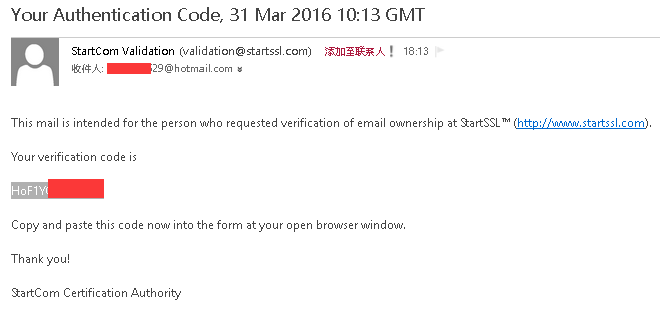 Your Authentication Code, 31 Mar 2016 10:13 GMT
StartCom Validation (validation@startssl.com) 添加至联系人! 18:13
收件人: 29@hotmail.com
This mail is intended for the person who requested verification of email ownership at StartSSL™ (http://www.startssl.com).
Your verification code is
HoF1Y
Copy and paste this code now into the form at your open browser window.
Thank you!
StartCom Certification Authority